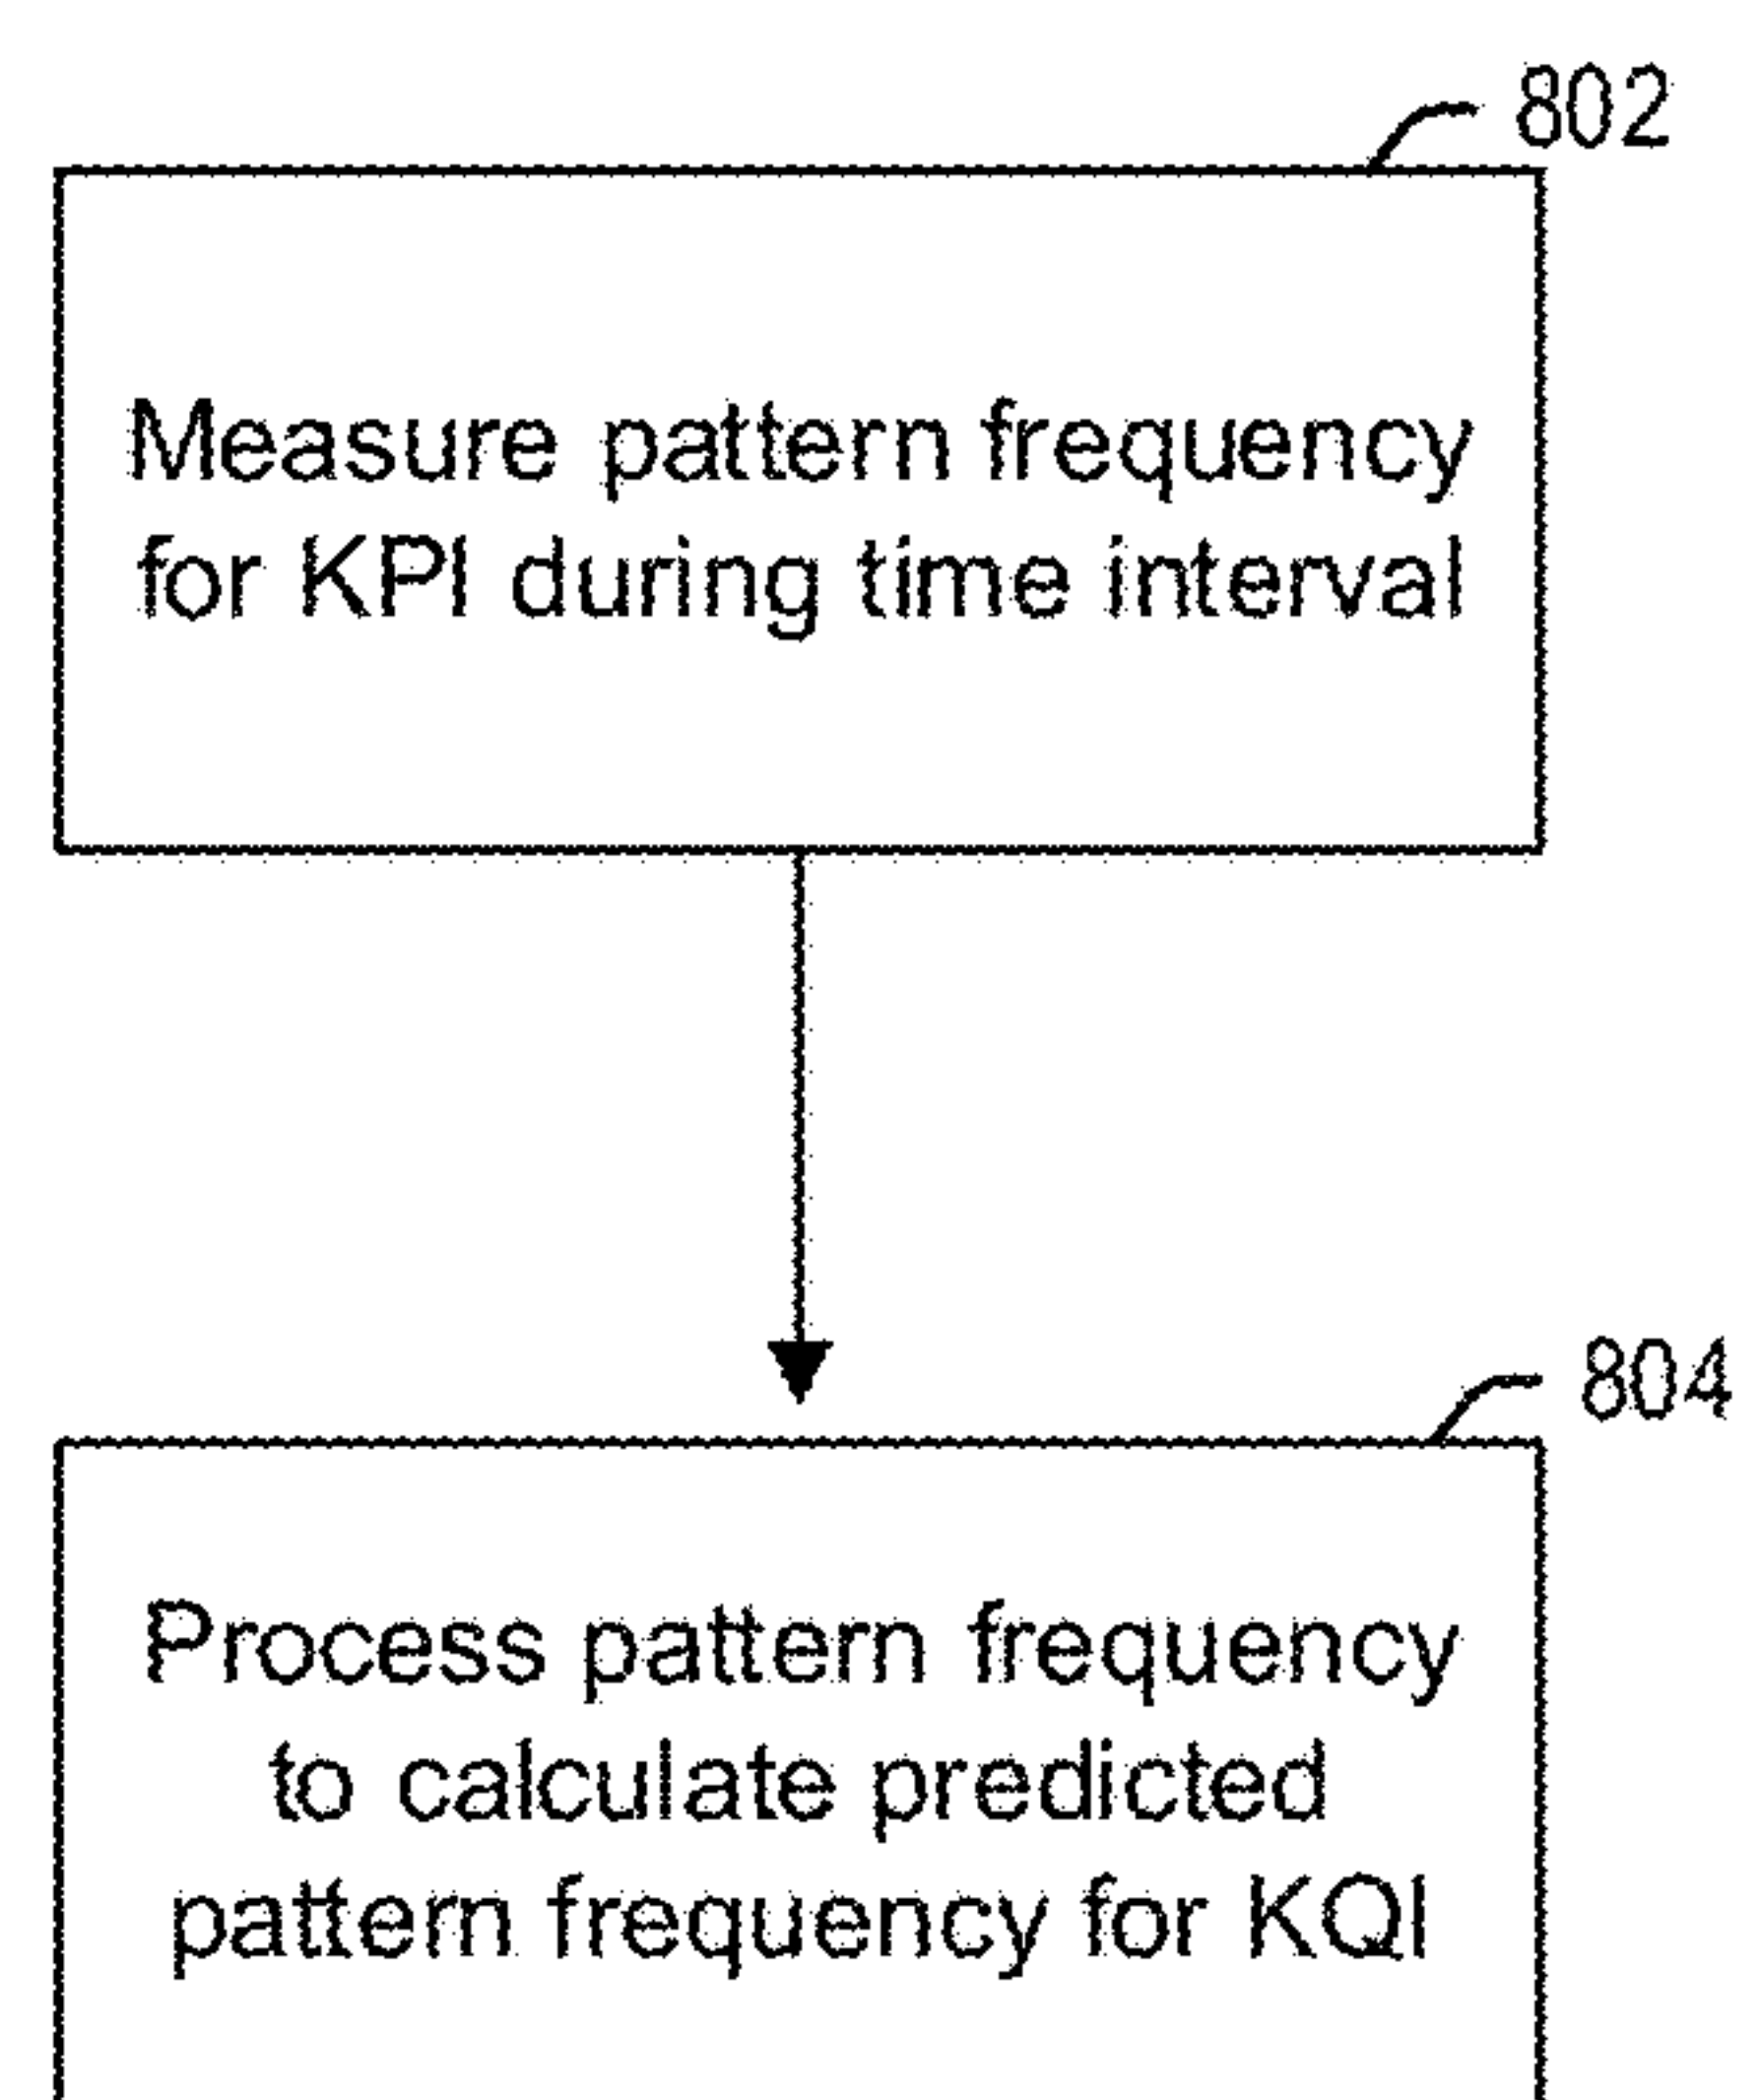 802
Measure pattern frequency
for KPI during time interval
804
Process pattern frequency
to calculate predicted
pattern frequency for KQI